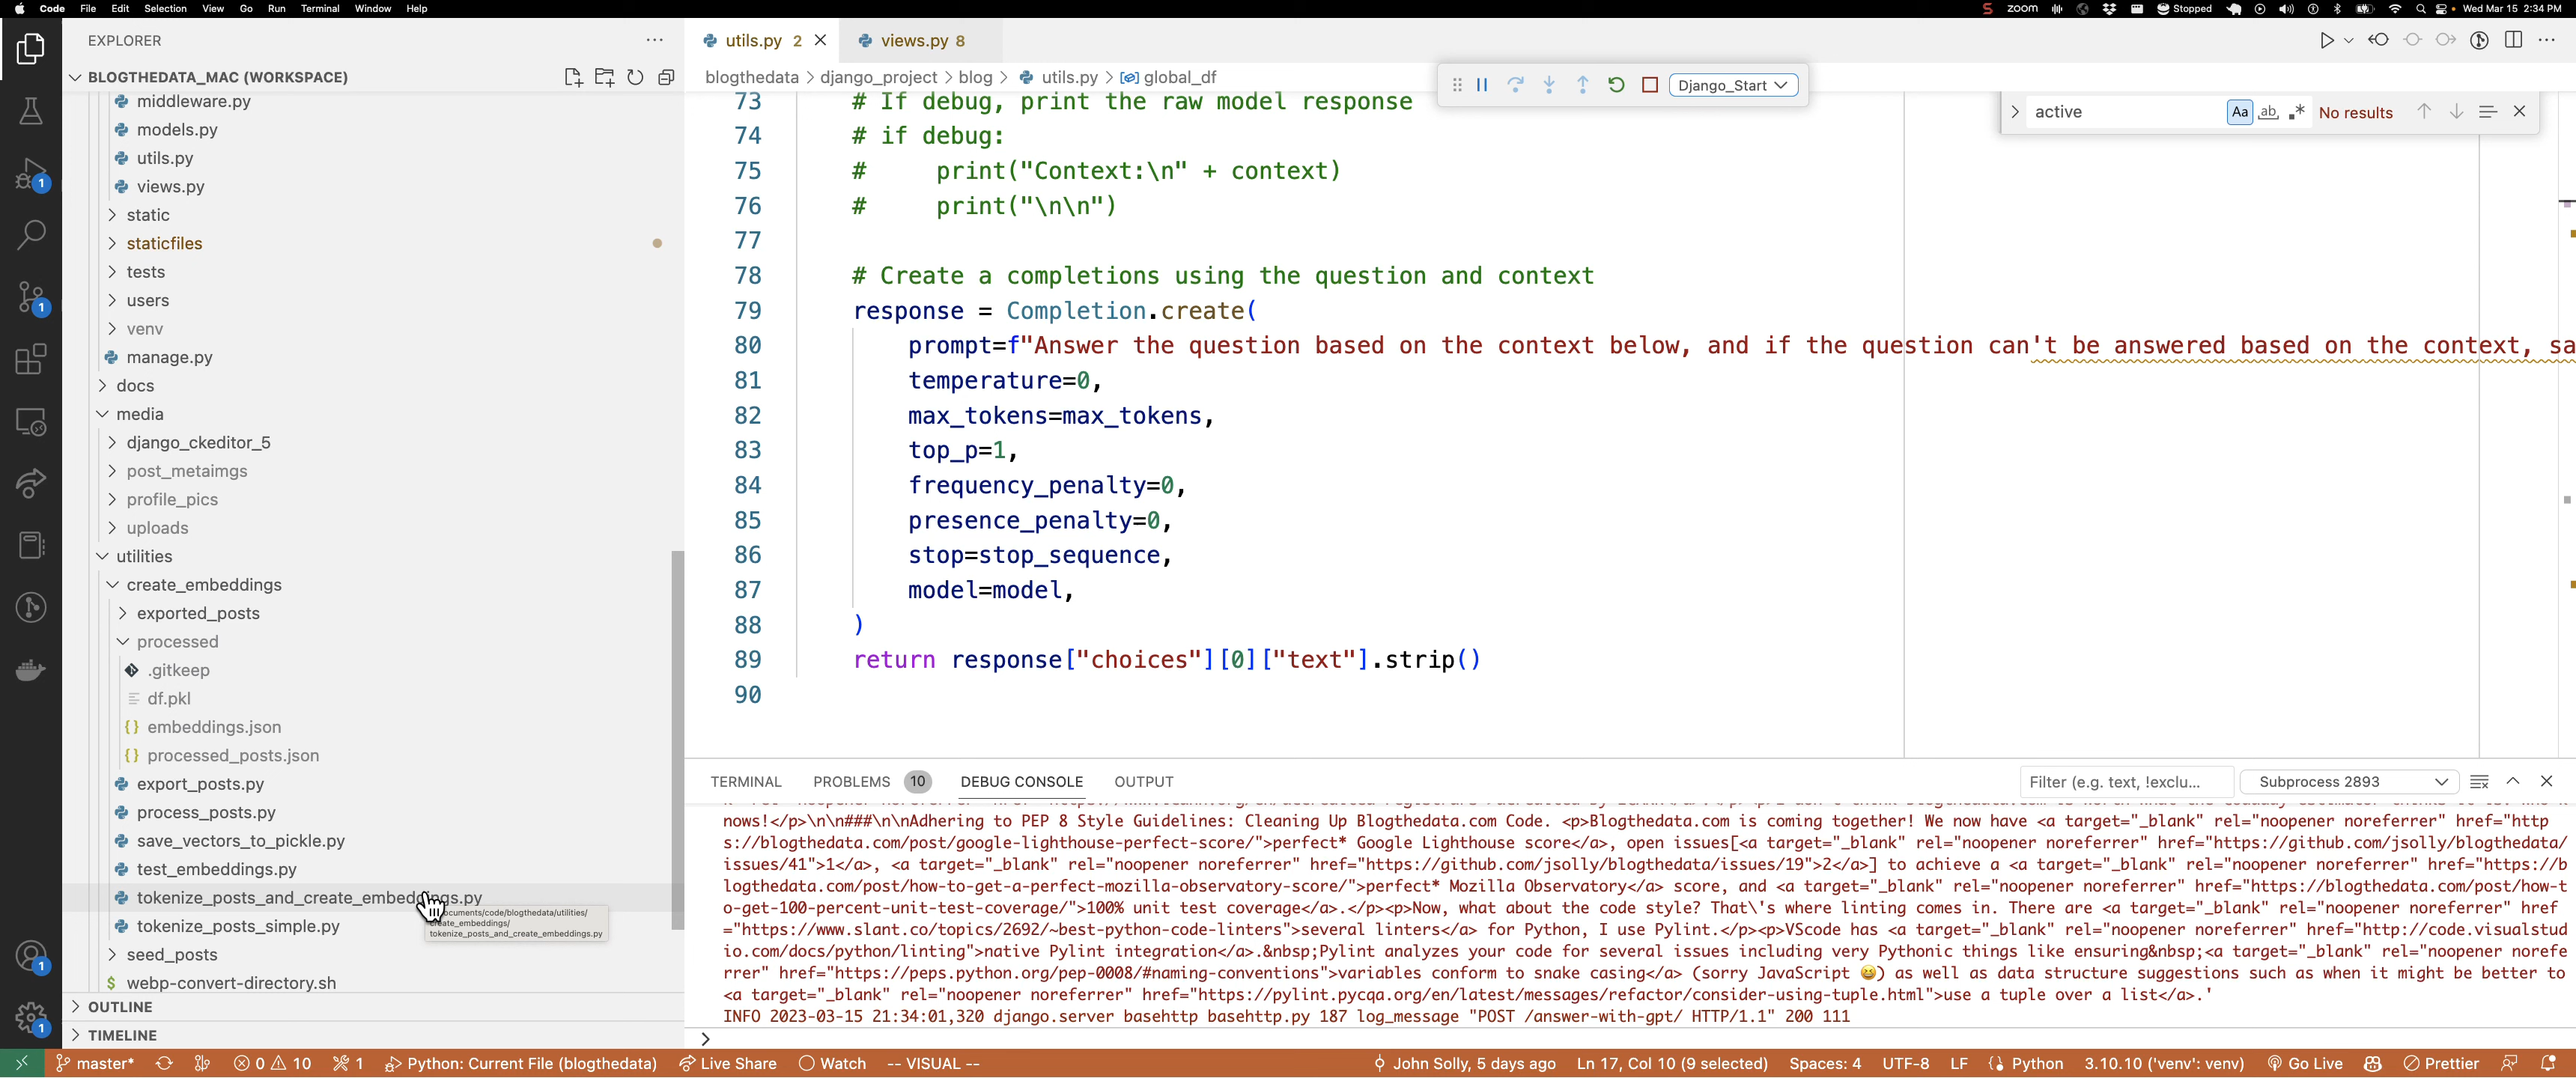 Code File Edit Selection View Go Run Terminal Window Help
S zoom Stopped Wed Mar 15 2:34 PM
EXPLORER
BLOGTHEDATA_MAC (WORKSPACE)
middleware.py
models.py
utils.py
views.py
static
staticfiles
tests
users
venv
manage.py
docs
media
django_ckeditor_5
post_metaimgs
profile_pics
uploads
utilities
create_embeddings
exported_posts
processed
.gitkeep
df.pkl
{} embeddings.json
{} processed_posts.json
export_posts.py
process_posts.py
save_vectors_to_pickle.py
test_embeddings.py
tokenize_posts_and_create_embeddings.py
ocuments/code/blogthedata/utilities/
create_embeddings/
tokenize_posts_and_create_embeddings.py
tokenize_posts_simple.py
seed_posts
$ webp-convert-directory.sh
OUTLINE
TIMELINE
1
1
1
1
utils.py 2
views.py 8
blogthedata > django_project > blog > utils.py > global_df
Django_Start
active Aa ab .* No results
73 # If debug, print the raw model response
74 # if debug:
75 #     print("Context:\n" + context)
76 #     print("\n\n")
77
78 # Create a completions using the question and context
79 response = Completion.create(
80     prompt=f"Answer the question based on the context below, and if the question can't be answered based on the context, sa
81     temperature=0,
82     max_tokens=max_tokens,
83     top_p=1,
84     frequency_penalty=0,
85     presence_penalty=0,
86     stop=stop_sequence,
87     model=model,
88 )
89 return response["choices"][0]["text"].strip()
90
TERMINAL PROBLEMS 10 DEBUG CONSOLE OUTPUT
Filter (e.g. text, !exclu... Subprocess 2893
nows!</p>\n\n###\n\nAdhering to PEP 8 Style Guidelines: Cleaning Up Blogthedata.com Code. <p>Blogthedata.com is coming together! We now have <a target="_blank" rel="noopener noreferrer" href="http
s://blogthedata.com/post/google-lighthouse-perfect-score/">perfect* Google Lighthouse score</a>, open issues[<a target="_blank" rel="noopener noreferrer" href="https://github.com/jsolly/blogthedata/
issues/41">1</a>, <a target="_blank" rel="noopener noreferrer" href="https://github.com/jsolly/blogthedata/issues/19">2</a>] to achieve a <a target="_blank" rel="noopener noreferrer" href="https://b
logthedata.com/post/how-to-get-a-perfect-mozilla-observatory-score/">perfect* Mozilla Observatory</a> score, and <a target="_blank" rel="noopener noreferrer" href="https://blogthedata.com/post/how-t
o-get-100-percent-unit-test-coverage/">100% unit test coverage</a>.</p><p>Now, what about the code style? That\'s where linting comes in. There are <a target="_blank" rel="noopener noreferrer" href
="https://www.slant.co/topics/2692/~best-python-code-linters">several linters</a> for Python, I use Pylint.</p><p>VScode has <a target="_blank" rel="noopener noreferrer" href="http://code.visualstud
io.com/docs/python/linting">native Pylint integration</a>.&nbsp;Pylint analyzes your code for several issues including very Pythonic things like ensuring&nbsp;<a target="_blank" rel="noopener norefe
rrer" href="https://peps.python.org/pep-0008/#naming-conventions">variables conform to snake casing</a> (sorry JavaScript 😆) as well as data structure suggestions such as when it might be better to
<a target="_blank" rel="noopener noreferrer" href="https://pylint.pycqa.org/en/latest/messages/refactor/consider-using-tuple.html">use a tuple over a list</a>.'
INFO 2023-03-15 21:34:01,320 django.server basehttp basehttp.py 187 log_message "POST /answer-with-gpt/ HTTP/1.1" 200 111
>
master* 0 10 1 Python: Current File (blogthedata) Live Share Watch -- VISUAL -- John Solly, 5 days ago Ln 17, Col 10 (9 selected) Spaces: 4 UTF-8 LF {} Python 3.10.10 ('venv': venv) Go Live Prettier